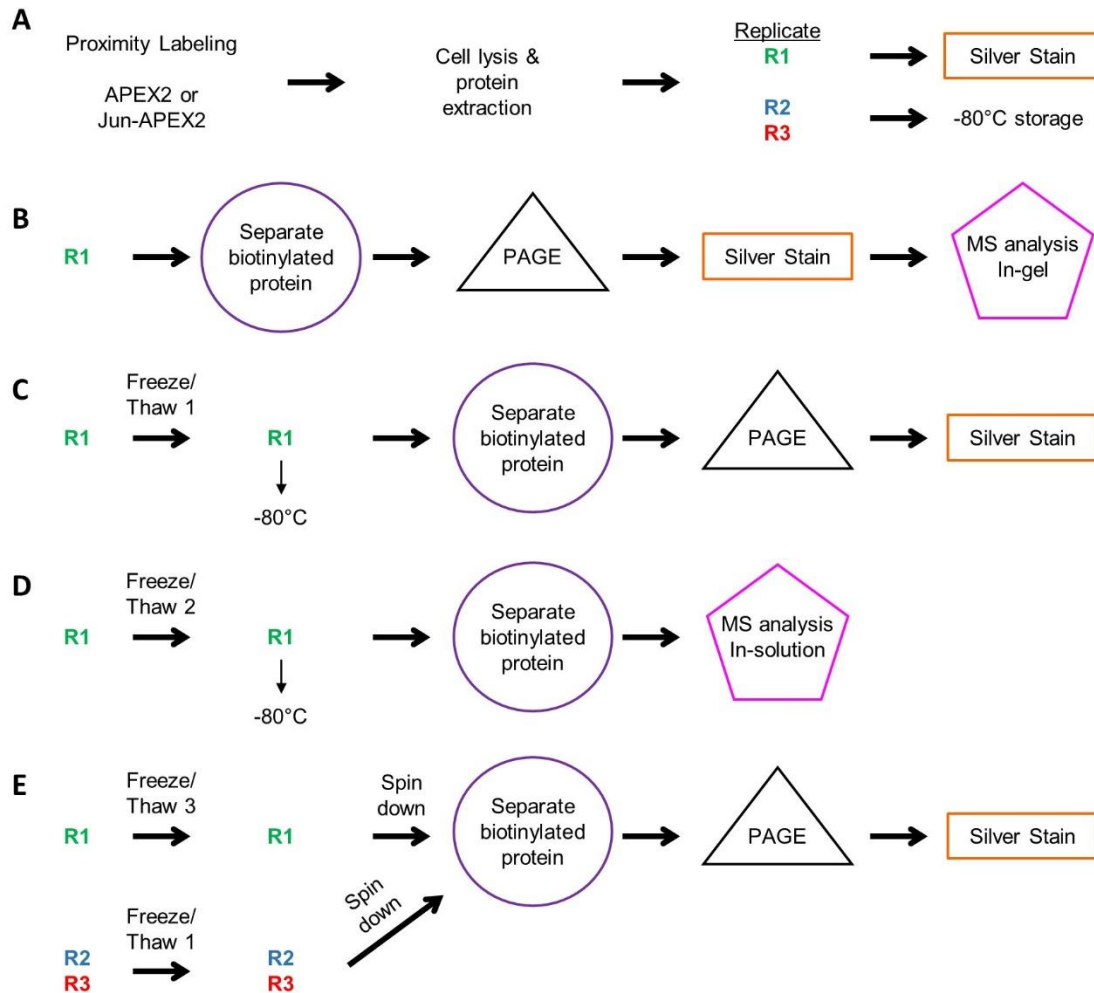 A
Proximity Labeling
APEX2 or
Jun-APEX2
Cell lysis &
protein
extraction
Replicate
R1
R2
R3
Silver Stain
-80°C storage
B
R1
Separate
biotinylated
protein
PAGE
Silver Stain
MS analysis
In-gel
C
R1
Freeze/
Thaw 1
R1
-80°C
Separate
biotinylated
protein
PAGE
Silver Stain
D
R1
Freeze/
Thaw 2
R1
-80°C
Separate
biotinylated
protein
MS analysis
In-solution
E
R1
Freeze/
Thaw 3
R1
Spin
down
Separate
biotinylated
protein
PAGE
Silver Stain
R2
R3
Freeze/
Thaw 1
R2
R3
Spin
down